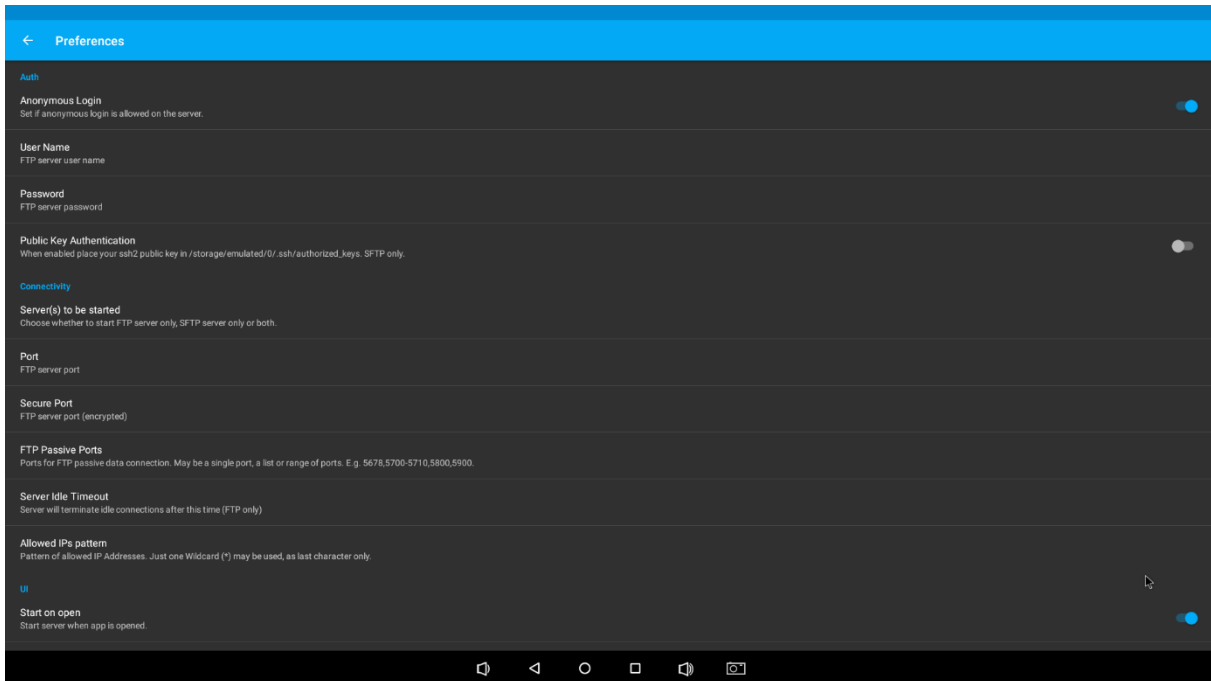 Preferences
Auth
Anonymous Login
Set if anonymous login is allowed on the server.
User Name
FTP server user name
Password
FTP server password
Public Key Authentication
When enabled place your ssh2 public key in /storage/emulated/0/.ssh/authorized_keys. SFTP only.
Connectivity
Server(s) to be started
Choose whether to start FTP server only, SFTP server only or both.
Port
FTP server port
Secure Port
FTP server port (encrypted)
FTP Passive Ports
Ports for FTP passive data connection. May be a single port, a list or range of ports. E.g. 5678,5700-5710,5800,5900.
Server Idle Timeout
Server will terminate idle connections after this time (FTP only)
Allowed IPs pattern
Pattern of allowed IP Addresses. Just one Wildcard (*) may be used, as last character only.
UI
Start on open
Start server when app is opened.